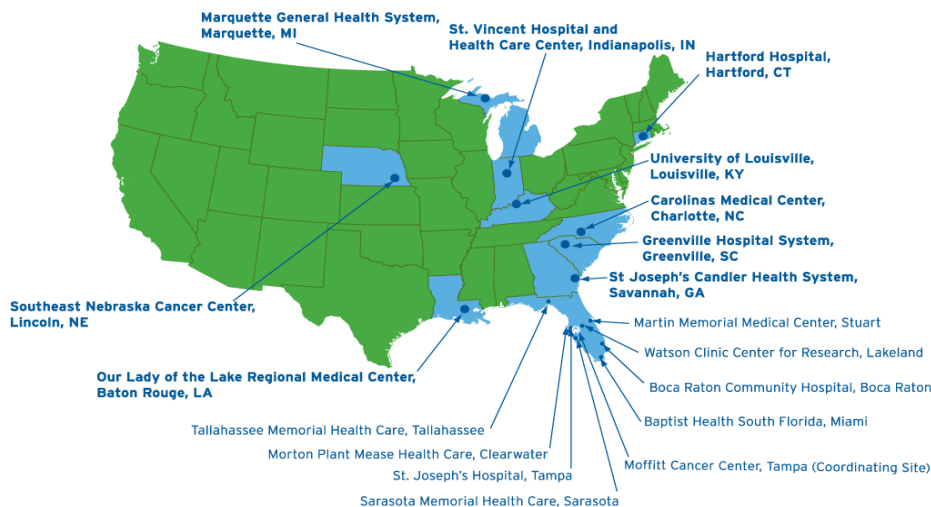 Marquette General Health System,
Marquette, MI
St. Vincent Hospital and
Health Care Center, Indianapolis, IN
Hartford Hospital,
Hartford, CT
University of Louisville,
Louisville, KY
Carolinas Medical Center,
Charlotte, NC
Greenville Hospital System,
Greenville, SC
St Joseph's Candler Health System,
Savannah, GA
Southeast Nebraska Cancer Center,
Lincoln, NE
Martin Memorial Medical Center, Stuart
Watson Clinic Center for Research, Lakeland
Our Lady of the Lake Regional Medical Center,
Baton Rouge, LA
Boca Raton Community Hospital, Boca Raton
Baptist Health South Florida, Miami
Tallahassee Memorial Health Care, Tallahassee
Morton Plant Mease Health Care, Clearwater
Moffitt Cancer Center, Tampa (Coordinating Site)
St. Joseph's Hospital, Tampa
Sarasota Memorial Health Care, Sarasota